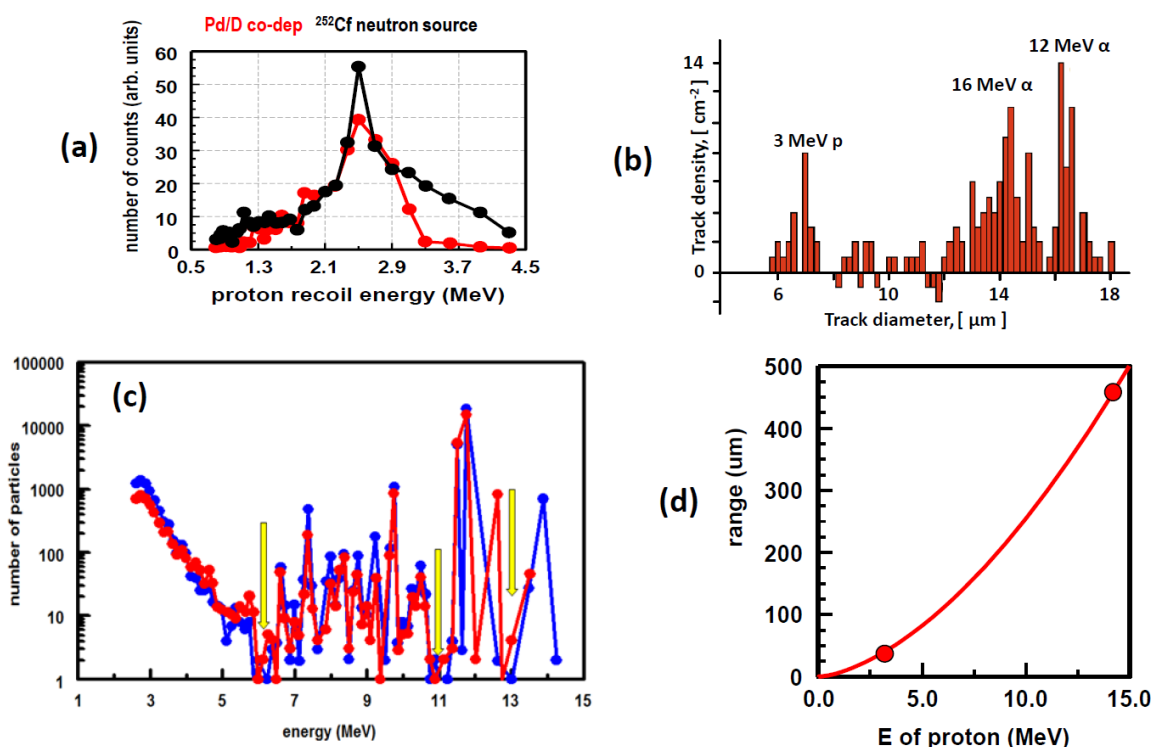 Pd/D co-dep ²⁵²Cf neutron source
(a)
number of counts (arb. units)
60
50
40
30
20
10
0
0.5 1.3 2.1 2.9 3.7 4.5
proton recoil energy (MeV)
(b)
Track density, [ cm⁻² ]
14
0
3 MeV p
16 MeV α
12 MeV α
6 10 14 18
Track diameter, [ μm ]
(c)
number of particles
100000
10000
1000
100
10
1
1 3 5 7 9 11 13 15
energy (MeV)
(d)
range (um)
500
400
300
200
100
0
0.0 5.0 10.0 15.0
E of proton (MeV)